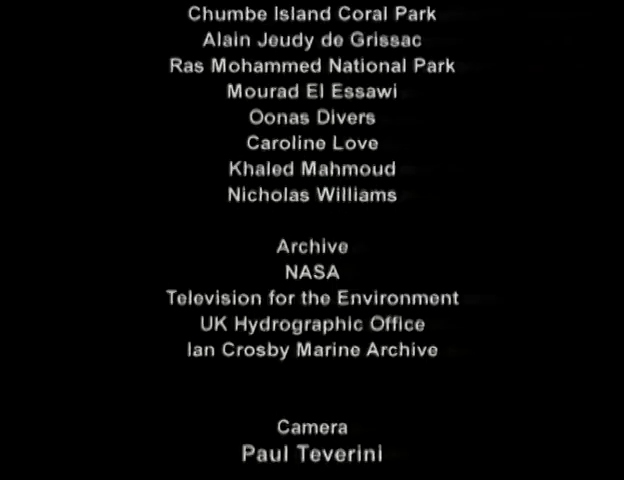 Chumbe Island Coral Park
Alain Jeudy de Grissac
Ras Mohammed National Park
Mourad El Essawi
Oonas Divers
Caroline Love
Khaled Mahmoud
Nicholas Williams
Archive
NASA
Television for the Environment
UK Hydrographic Office
Ian Crosby Marine Archive
Camera
Paul Teverini